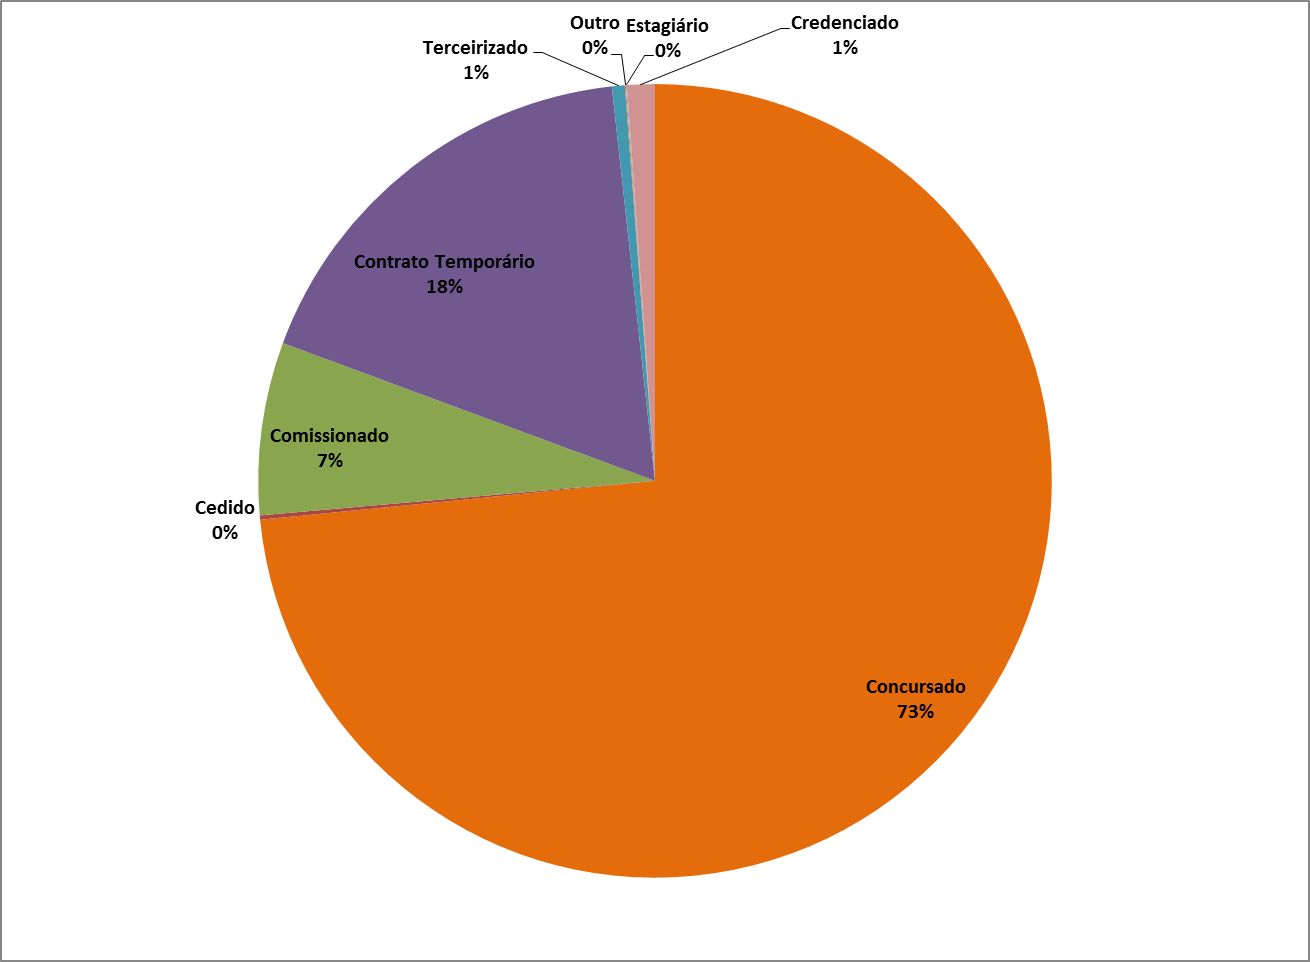 Outro
0%
Estagiário
0%
Credenciado
1%
Terceirizado
1%
Contrato Temporário
18%
Comissionado
7%
Cedido
0%
Concursado
73%